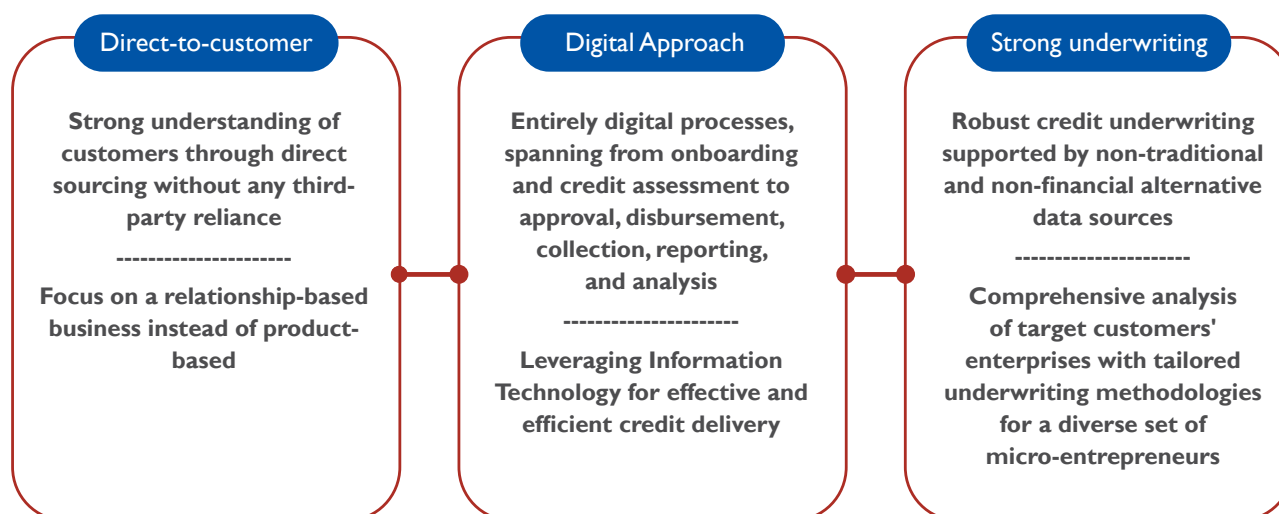 Direct-to-customer
Strong understanding of
customers through direct
sourcing without any third-
party reliance
----------------------
Focus on a relationship-based
business instead of product-
based
Digital Approach
Entirely digital processes,
spanning from onboarding
and credit assessment to
approval, disbursement,
collection, reporting,
and analysis
----------------------
Leveraging Information
Technology for effective and
efficient credit delivery
Strong underwriting
Robust credit underwriting
supported by non-traditional
and non-financial alternative
data sources
----------------------
Comprehensive analysis
of target customers'
enterprises with tailored
underwriting methodologies
for a diverse set of
micro-entrepreneurs